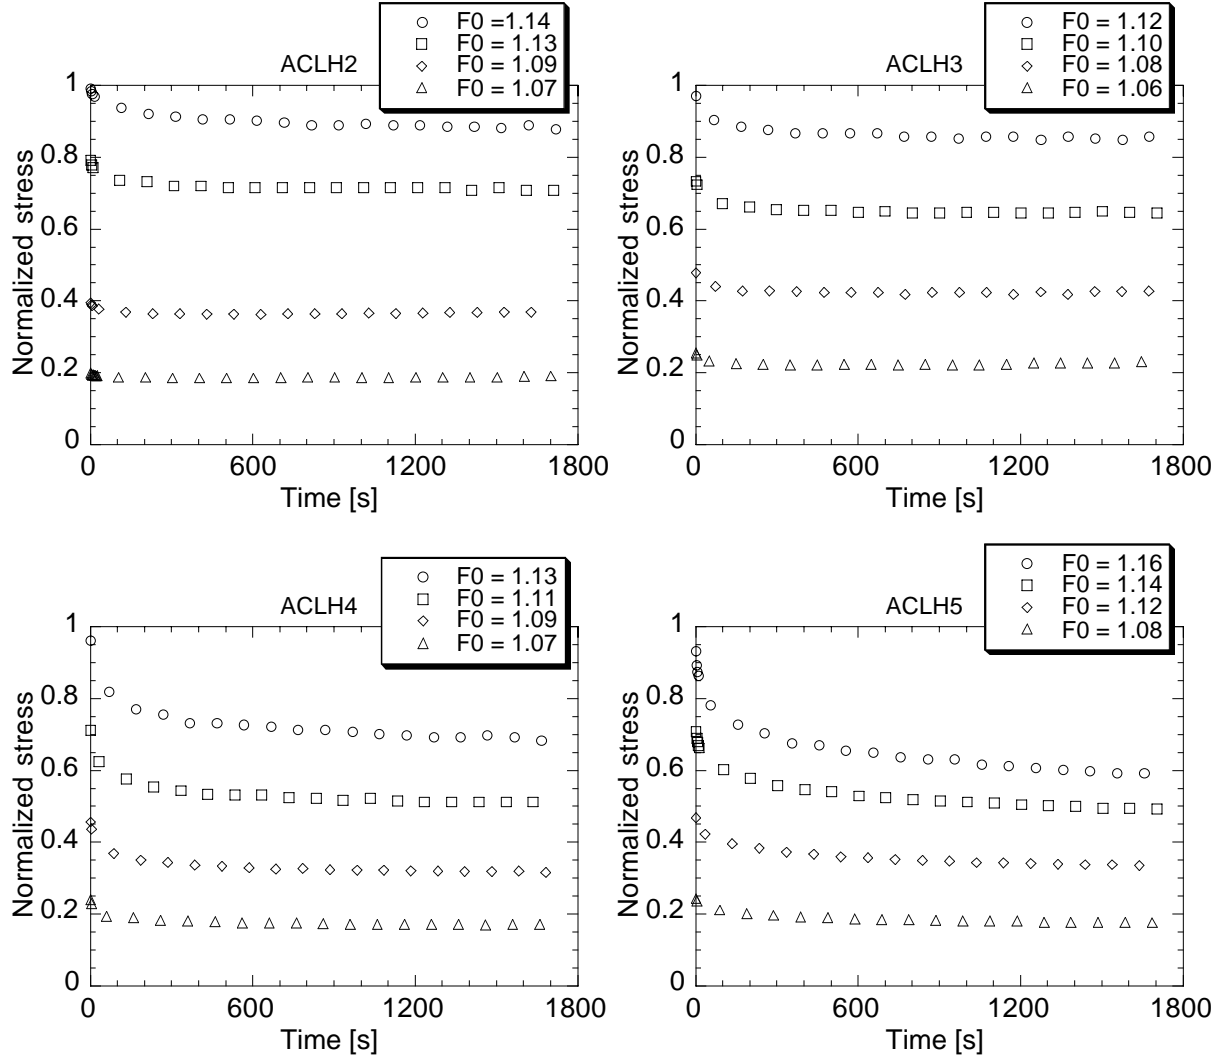 F0 =1.14
F0 = 1.13
F0 = 1.09
F0 = 1.07
ACLH2
1
0.8
0.6
0.4
0.2
0
Normalized stress
0 600 1200 1800
Time [s]
F0 = 1.12
F0 = 1.10
F0 = 1.08
F0 = 1.06
ACLH3
1
0.8
0.6
0.4
0.2
0
Normalized stress
0 600 1200 1800
Time [s]
F0 = 1.13
F0 = 1.11
F0 = 1.09
F0 = 1.07
ACLH4
1
0.8
0.6
0.4
0.2
0
Normalized stress
0 600 1200 1800
Time [s]
F0 = 1.16
F0 = 1.14
F0 = 1.12
F0 = 1.08
ACLH5
1
0.8
0.6
0.4
0.2
0
Normalized stress
0 600 1200 1800
Time [s]